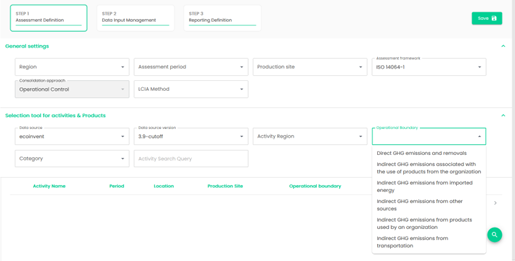 STEP 1
Assessment Definition
STEP 2
Data Input Management
STEP 3
Reporting Definition
Save
General settings
Region
Assessment period
Production site
Assessment framework
ISO 14064-1
Consolidation approach
Operational Control
LCIA Method
Selection tool for activities & Products
Data source
ecoinvent
Data source version
3.9-cutoff
Activity Region
Operational Boundary
Category
Activity Search Query
Direct GHG emissions and removals
Indirect GHG emissions associated with
the use of products from the organization
Indirect GHG emissions from imported
energy
Indirect GHG emissions from other
sources
Indirect GHG emissions from products
used by an organization
Indirect GHG emissions from
transportation
Activity Name
Period
Location
Production Site
Operational boundary